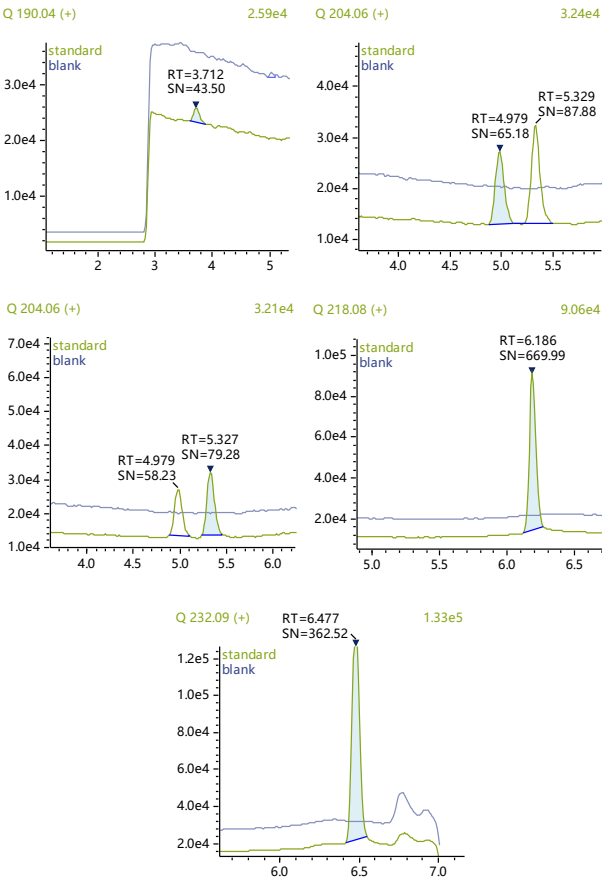 Q 190.04 (+) 2.59e4
standard
blank
RT=3.712
SN=43.50
3.0e4
2.0e4
1.0e4
2 3 4 5
Q 204.06 (+) 3.24e4
standard
blank
RT=5.329
SN=87.88
RT=4.979
SN=65.18
4.0e4
3.0e4
2.0e4
1.0e4
4.0 4.5 5.0 5.5
Q 204.06 (+) 3.21e4
standard
blank
RT=5.327
SN=79.28
RT=4.979
SN=58.23
7.0e4
6.0e4
5.0e4
4.0e4
3.0e4
2.0e4
1.0e4
4.0 4.5 5.0 5.5 6.0
Q 218.08 (+) 9.06e4
standard
blank
RT=6.186
SN=669.99
1.0e5
8.0e4
6.0e4
4.0e4
2.0e4
5.0 5.5 6.0 6.5
Q 232.09 (+) 1.33e5
RT=6.477
SN=362.52
standard
blank
1.2e5
1.0e5
8.0e4
6.0e4
4.0e4
2.0e4
6.0 6.5 7.0